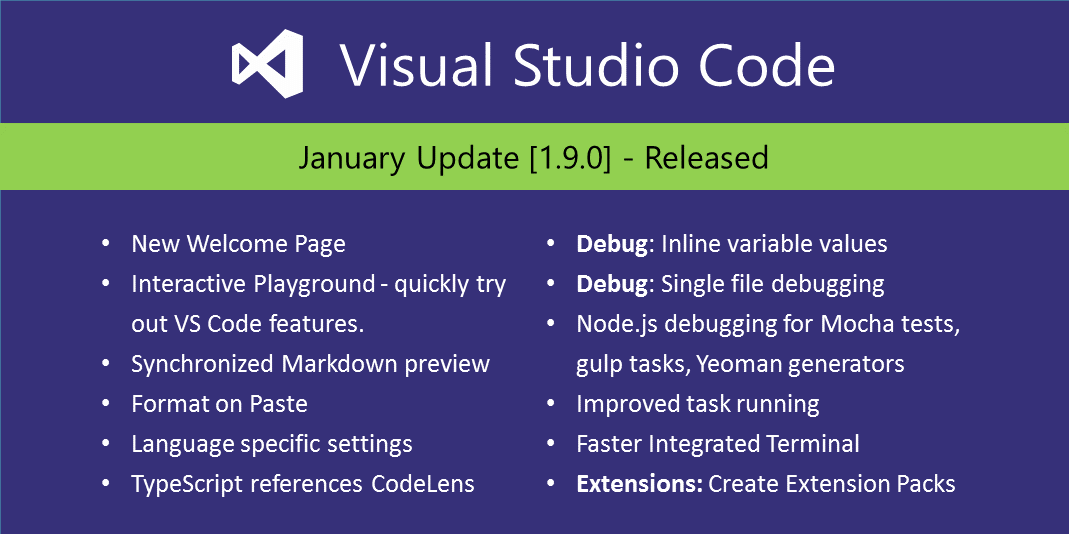 Visual Studio Code
January Update [1.9.0] - Released
• New Welcome Page
• Interactive Playground - quickly try
out VS Code features.
• Synchronized Markdown preview
• Format on Paste
• Language specific settings
• TypeScript references CodeLens
• Debug: Inline variable values
• Debug: Single file debugging
• Node.js debugging for Mocha tests,
gulp tasks, Yeoman generators
• Improved task running
• Faster Integrated Terminal
• Extensions: Create Extension Packs